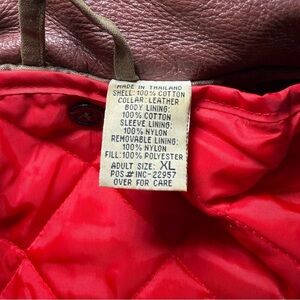 MADE IN THAILAND
SHELL: 100% COTTON
COLLAR: LEATHER
BODY LINING:
100% COTTON
SLEEVE LINING:
100% NYLON
REMOVABLE LINING:
100% NYLON
FILL: 100% POLYESTER
ADULT SIZE: XL
POS# INC-22957
OVER FOR CARE